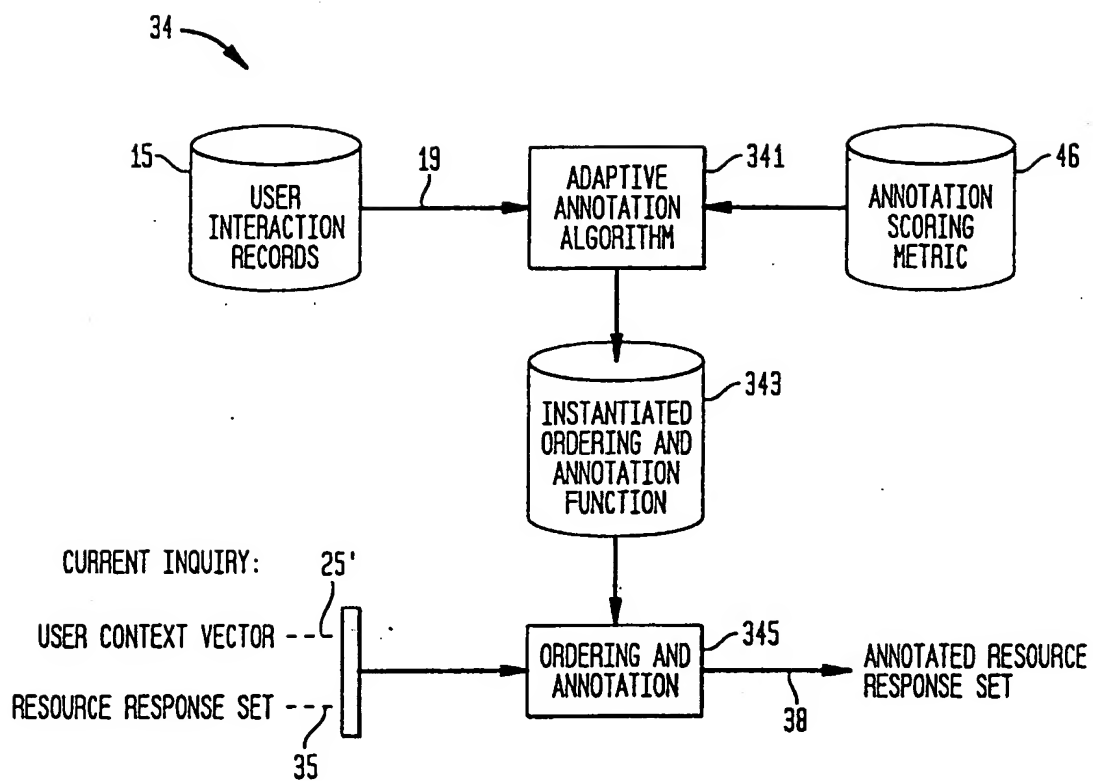 34
15
USER
INTERACTION
RECORDS
19
ADAPTIVE
ANNOTATION
ALGORITHM
341
ANNOTATION
SCORING
METRIC
46
INSTANTIATED
ORDERING AND
ANNOTATION
FUNCTION
343
CURRENT INQUIRY:
25'
USER CONTEXT VECTOR
RESOURCE RESPONSE SET
35
ORDERING AND
ANNOTATION
345
38
ANNOTATED RESOURCE
RESPONSE SET